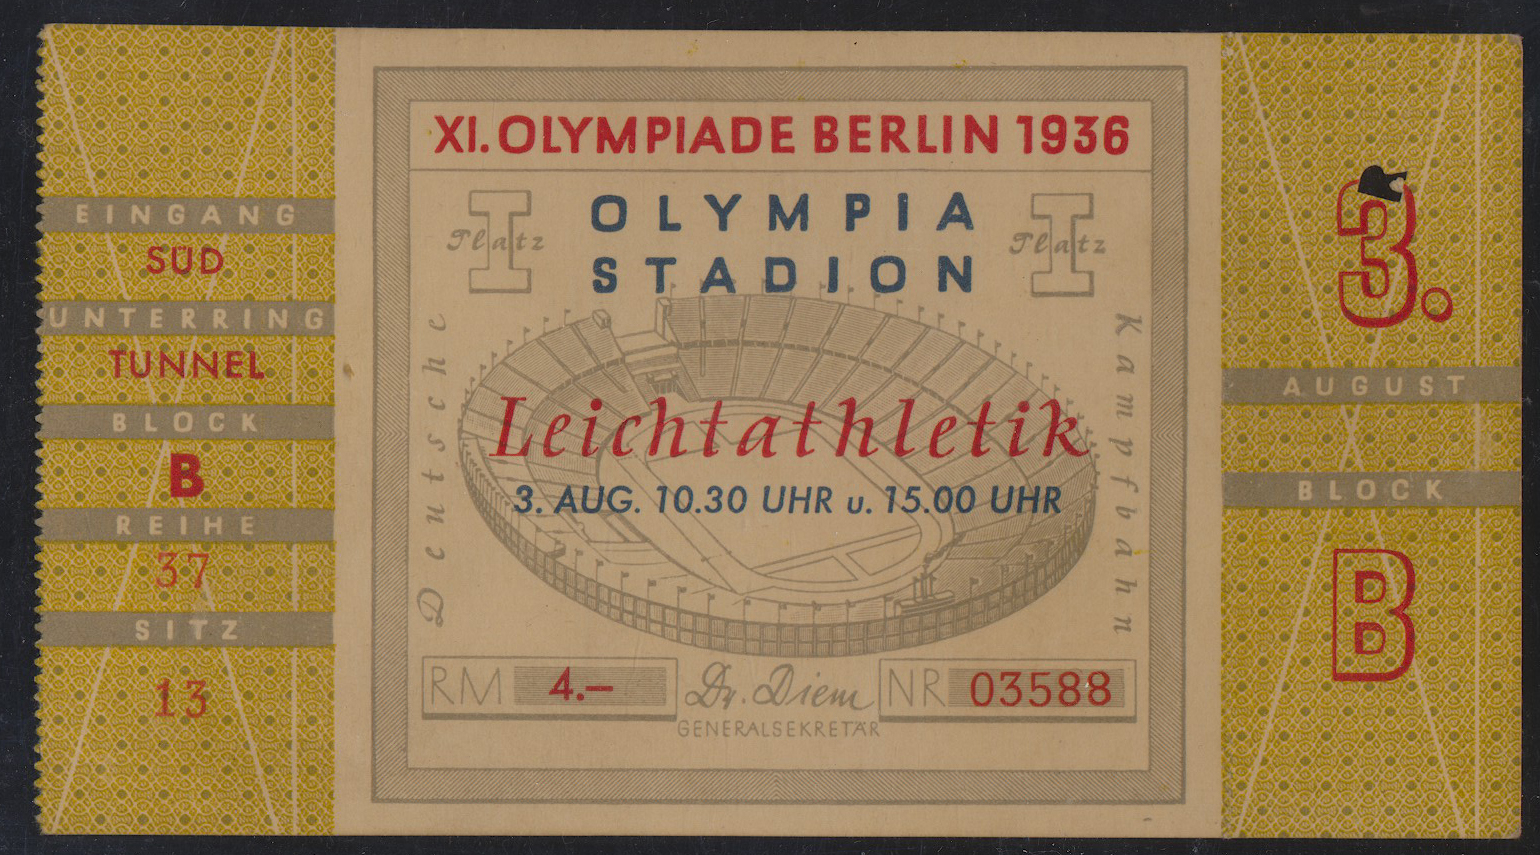 EINGANG
SÜD
UNTERRING
TUNNEL
BLOCK
B
REIHE
37
SITZ
13
XI. OLYMPIADE BERLIN 1936
I
Platz
OLYMPIA
STADION
I
Platz
Deutsche
Kampfbahn
Leichtathletik
3. AUG. 10.30 UHR u. 15.00 UHR
RM 4.–
Dr. Diem
GENERALSEKRETÄR
NR 03588
3.
AUGUST
BLOCK
B